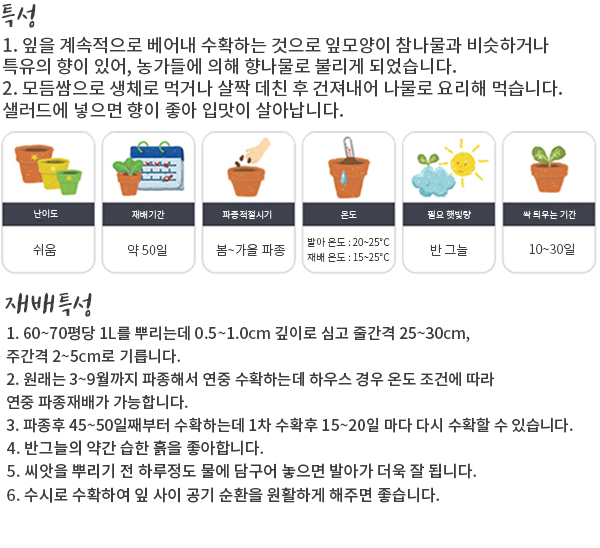 특성
1. 잎을 계속적으로 베어내 수확하는 것으로 잎모양이 참나물과 비슷하거나
특유의 향이 있어, 농가들에 의해 향나물로 불리게 되었습니다.
2. 모듬쌈으로 생체로 먹거나 살짝 데친 후 건져내어 나물로 요리해 먹습니다.
샐러드에 넣으면 향이 좋아 입맛이 살아납니다.
난이도
쉬움
재배기간
약 50일
파종적절시기
봄~가을 파종
온도
발아 온도 : 20~25°C
재배 온도 : 15~25°C
필요 햇빛량
반 그늘
싹 틔우는 기간
10~30일
재배특성
1. 60~70평당 1L를 뿌리는데 0.5~1.0cm 깊이로 심고 줄간격 25~30cm,
주간격 2~5cm로 기릅니다.
2. 원래는 3~9월까지 파종해서 연중 수확하는데 하우스 경우 온도 조건에 따라
연중 파종재배가 가능합니다.
3. 파종후 45~50일째부터 수확하는데 1차 수확후 15~20일 마다 다시 수확할 수 있습니다.
4. 반그늘의 약간 습한 흙을 좋아합니다.
5. 씨앗을 뿌리기 전 하루정도 물에 담구어 놓으면 발아가 더욱 잘 됩니다.
6. 수시로 수확하여 잎 사이 공기 순환을 원활하게 해주면 좋습니다.